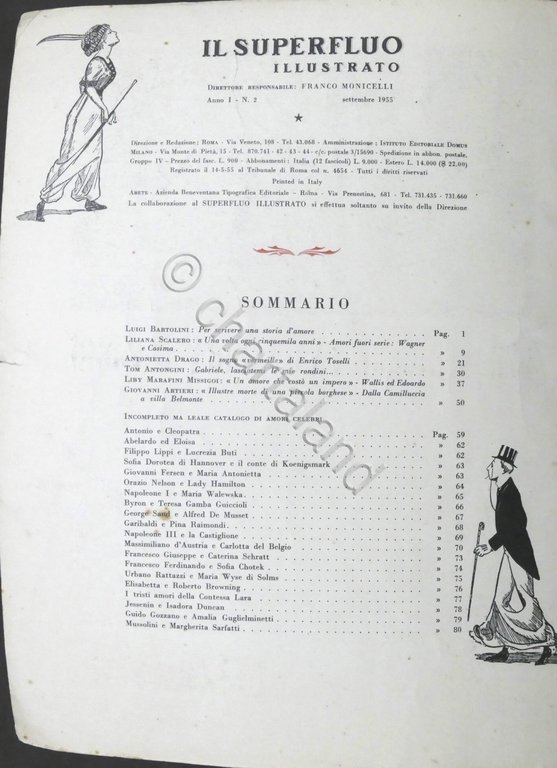 IL SUPERFLUO
ILLUSTRATO
DIRETTORE RESPONSABILE: FRANCO MONICELLI
Anno I - N. 2 settembre 1955
★
Direzione e Redazione: ROMA - Via Veneto, 108 - Tel. 43.068 - Amministrazione: ISTITUTO EDITORIALE DOMUS
MILANO - Via Monte di Pietà, 15 - Tel. 870.741 - 42 - 43 - 44 - c/c. postale 3/15690 - Spedizione in abbon. postale.
Gruppo IV - Prezzo del fasc. L. 900 - Abbonamenti: Italia (12 fascicoli) L. 9.000 - Estero L. 14.000 ($ 22.00)
Registrato il 14-5-55 al Tribunale di Roma col n. 4654 - Tutti i diritti riservati
Printed in Italy
ABETE - Azienda Beneventana Tipografica Editoriale - ROMA - Via Prenestina, 681 - Tel. 731.435 - 731.660
La collaborazione al SUPERFLUO ILLUSTRATO si effettua soltanto su invito della Direzione
SOMMARIO
LUIGI BARTOLINI: Per scrivere una storia d'amore . . . Pag. 1
LILIANA SCALERO: « Una volta ogni cinquemila anni » - Amori fuori serie: Wagner
e Cosima . . . » 9
ANTONIETTA DRAGO: Il sogno « vermeille » di Enrico Toselli . . . » 21
TOM ANTONGINI: Gabriele, lasciatemi le mie rondini... . . . » 30
LIBY MARAFINI MISSIGOI: « Un amore che costò un impero » - Wallis ed Edoardo » 37
GIOVANNI ARTIERI: « Illustre morte di una piccola borghese » - Dalla Camilluccia
a villa Belmonte . . . » 50
INCOMPLETO MA LEALE CATALOGO DI AMORI CELEBRI
Antonio e Cleopatra . . . Pag. 59
Abelardo ed Eloisa . . . » 62
Filippo Lippi e Lucrezia Buti . . . » 62
Sofia Dorotea di Hannover e il conte di Koenigsmark . . . » 63
Giovanni Fersen e Maria Antonietta . . . » 63
Orazio Nelson e Lady Hamilton . . . » 64
Napoleone I e Maria Walewska . . . » 65
Byron e Teresa Gamba Guiccioli . . . » 66
George Sand e Alfred De Musset . . . » 67
Garibaldi e Pina Raimondi . . . » 68
Napoleone III e la Castiglione . . . » 69
Massimiliano d'Austria e Carlotta del Belgio . . . » 70
Francesco Giuseppe e Caterina Schratt . . . » 73
Francesco Ferdinando e Sofia Chotek . . . » 74
Urbano Rattazzi e Maria Wyse di Solms . . . » 75
Elisabetta e Roberto Browning . . . » 76
I tristi amori della Contessa Lara . . . » 77
Jessenin e Isadora Duncan . . . » 78
Guido Gozzano e Amalia Guglielminetti . . . » 79
Mussolini e Margherita Sarfatti . . . » 80
© chartaland